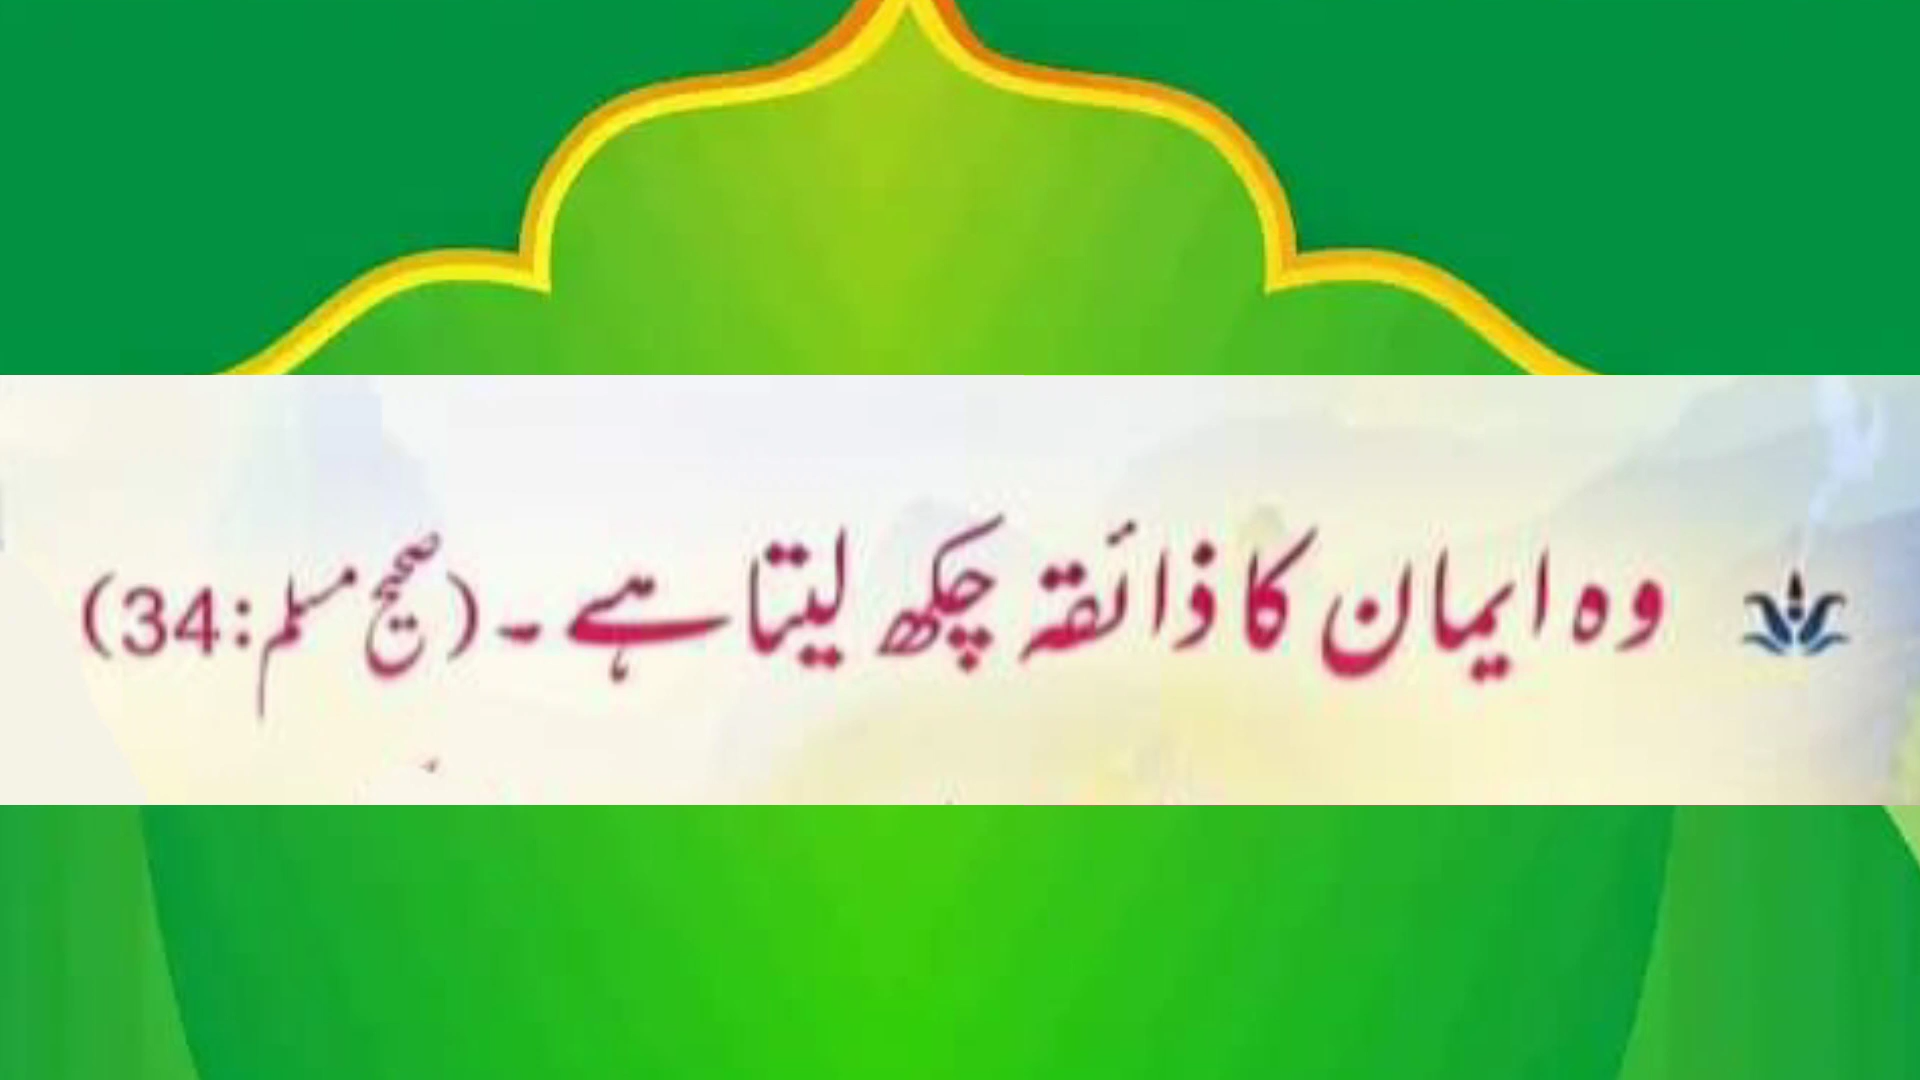 وہ ایمان کا ذائقہ چکھ لیتا ہے ۔ (صحیح مسلم:34)